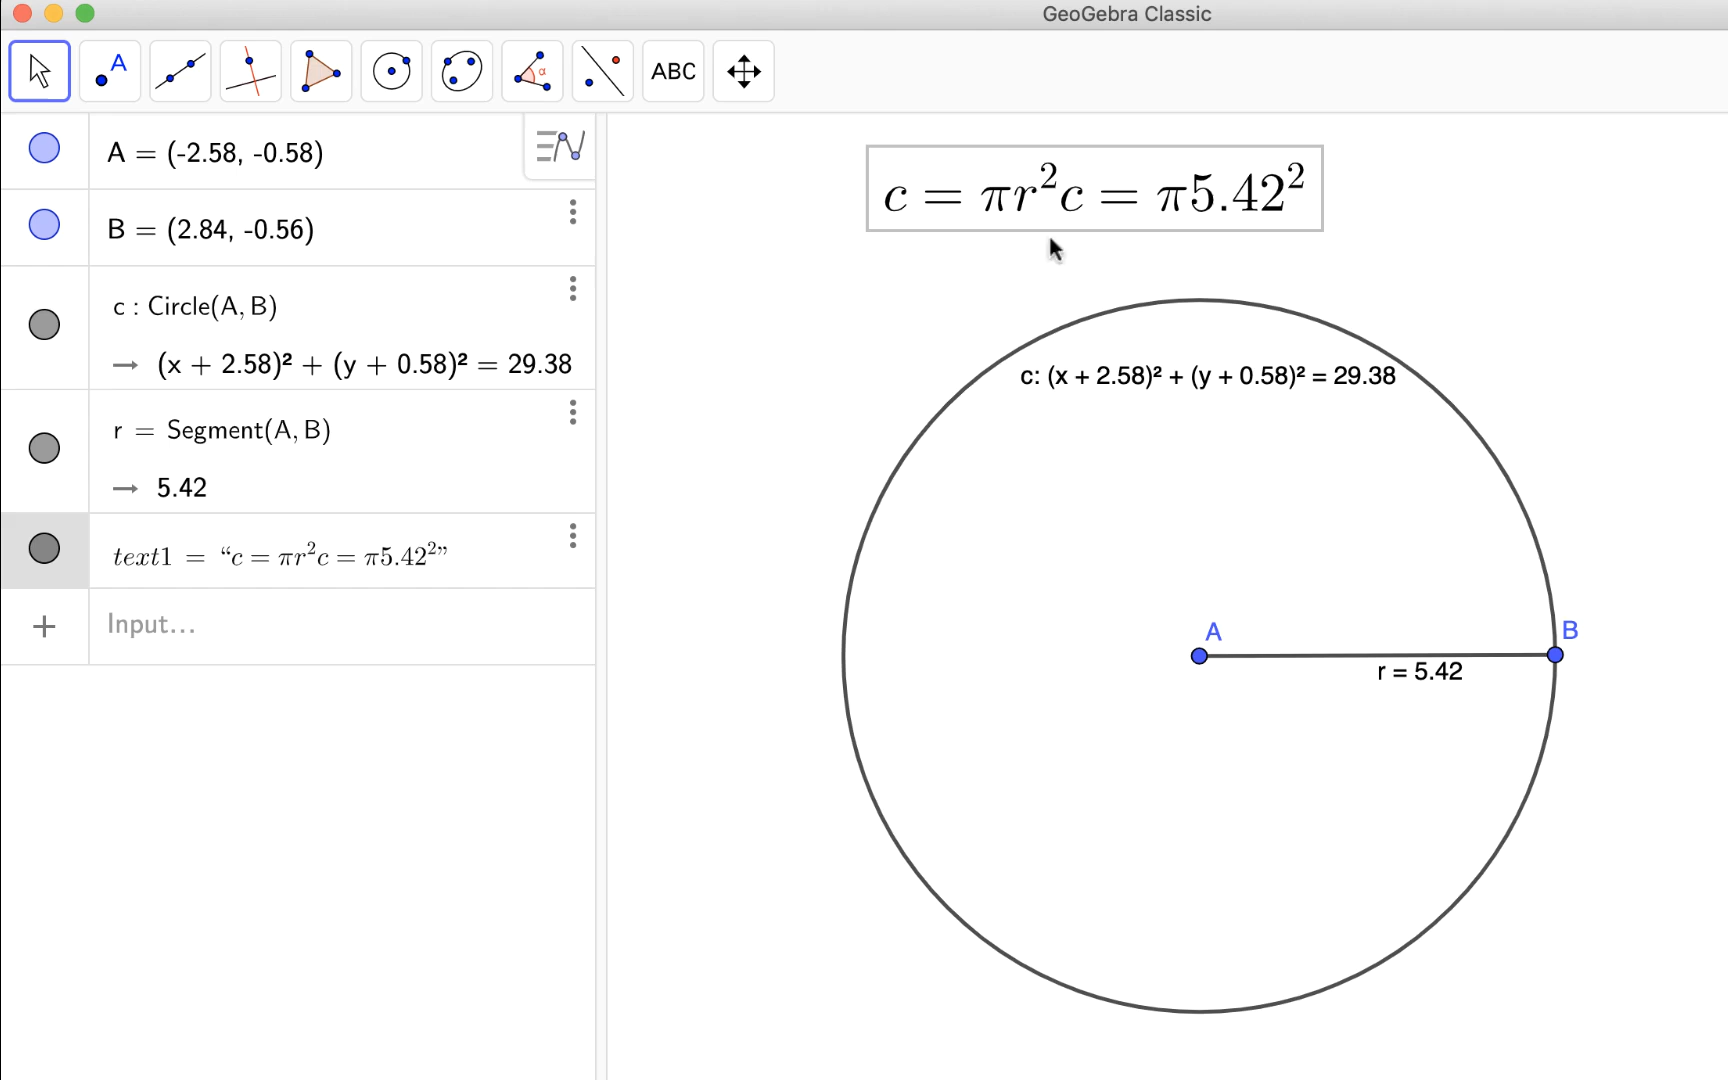 GeoGebra Classic
A
α
ABC
A = (-2.58, -0.58)
B = (2.84, -0.56)
c : Circle(A, B)
→ (x + 2.58)² + (y + 0.58)² = 29.38
r = Segment(A, B)
→ 5.42
text1 = “c = πr²c = π5.42²”
+ Input...
c = πr²c = π5.42²
c: (x + 2.58)² + (y + 0.58)² = 29.38
A
B
r = 5.42